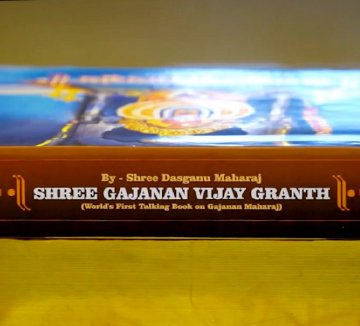 By - Shree Dasganu Maharaj
SHREE GAJANAN VIJAY GRANTH
(World's First Talking Book on Gajanan Maharaj)